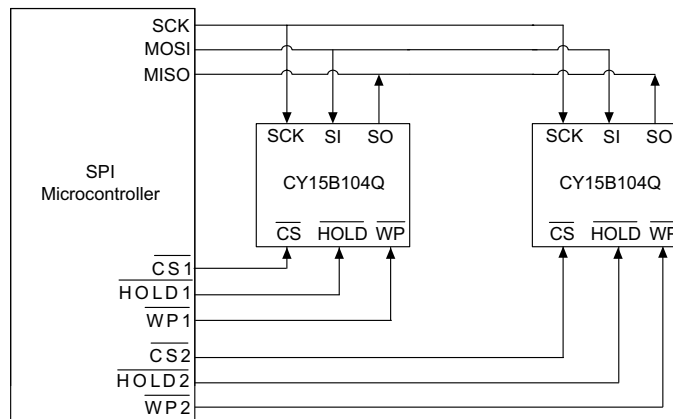 SCK
MOSI
MISO
SPI
Microcontroller
CS1
HOLD1
WP1
CS2
HOLD2
WP2
SCK SI SO
CY15B104Q
CS HOLD WP
SCK SI SO
CY15B104Q
CS HOLD WP